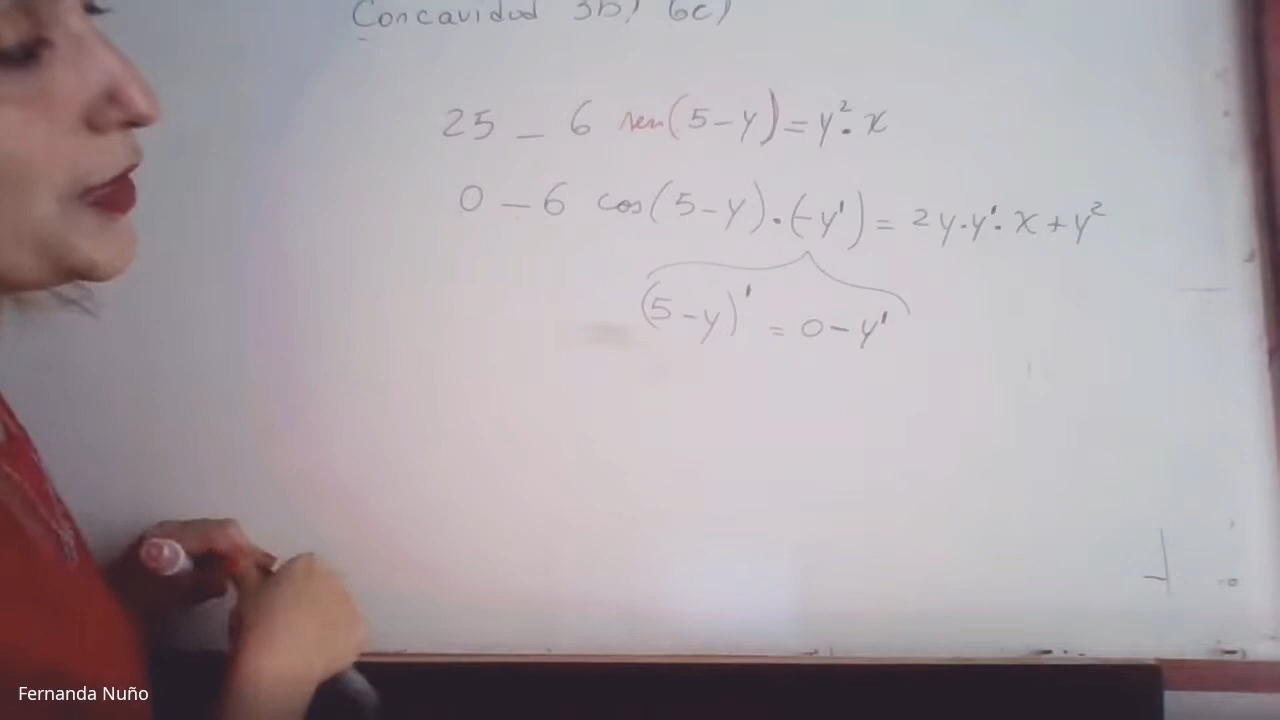 Concavidad 3b) 6c)
25 - 6 sen(5-y) = y². x
0 - 6 cos(5-y).(-y') = 2y.y'. x + y²
(5-y)' = 0 - y'
Fernanda Nuño